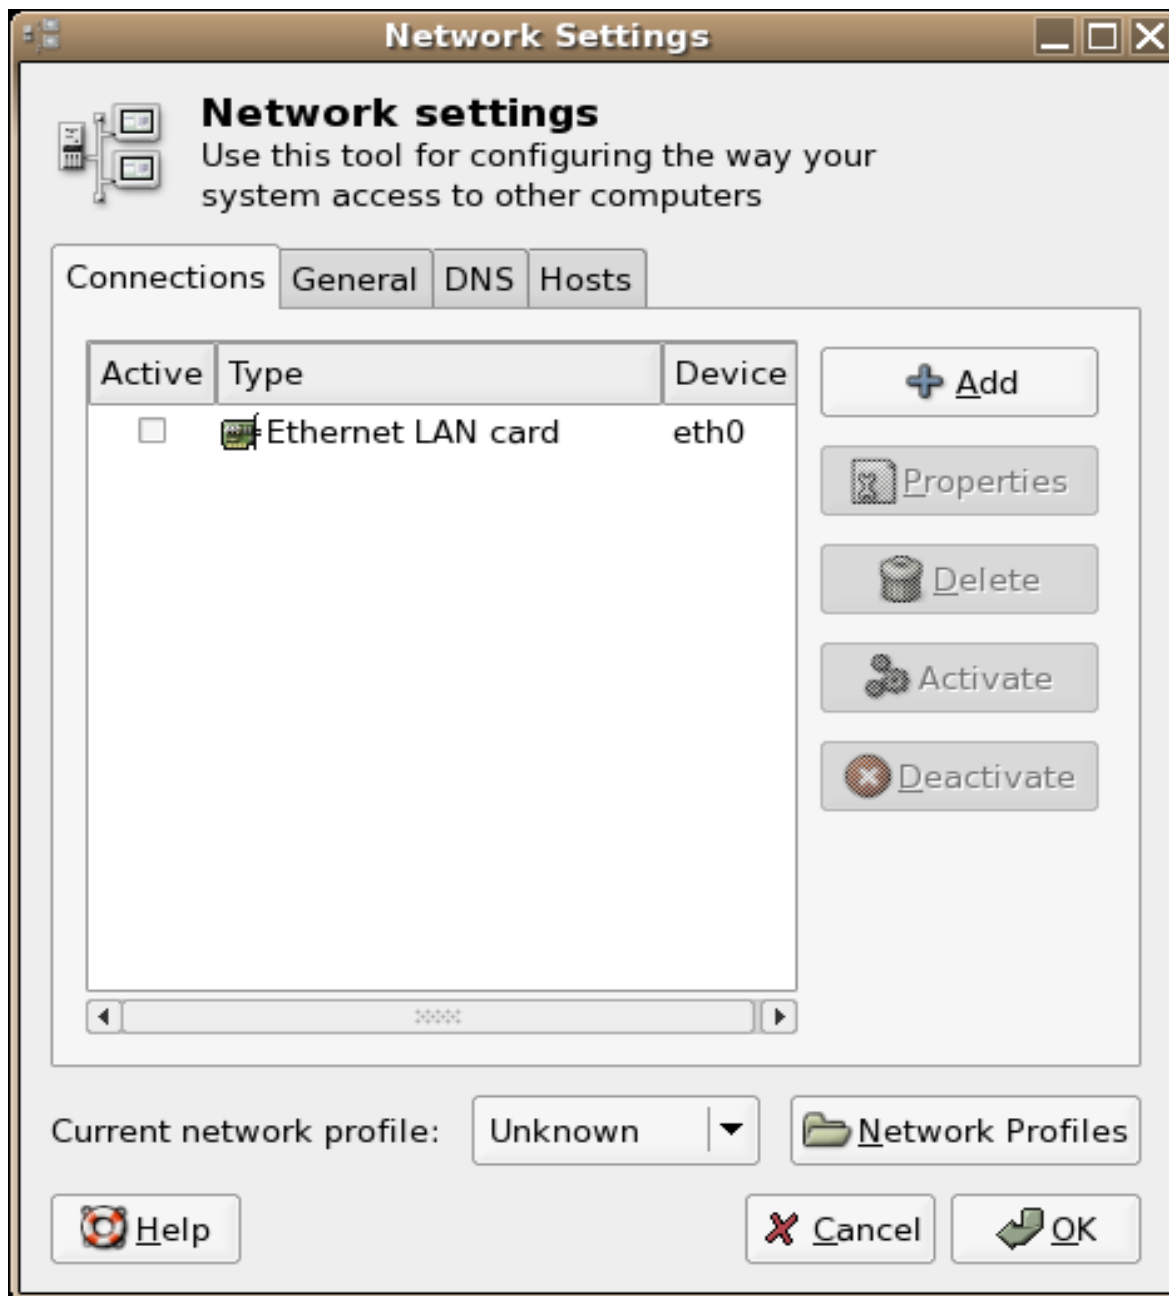 Network Settings
Network settings
Use this tool for configuring the way your
system access to other computers
Connections General DNS Hosts
Active Type Device
Ethernet LAN card eth0
Add
Properties
Delete
Activate
Deactivate
Current network profile: Unknown Network Profiles
Help Cancel OK